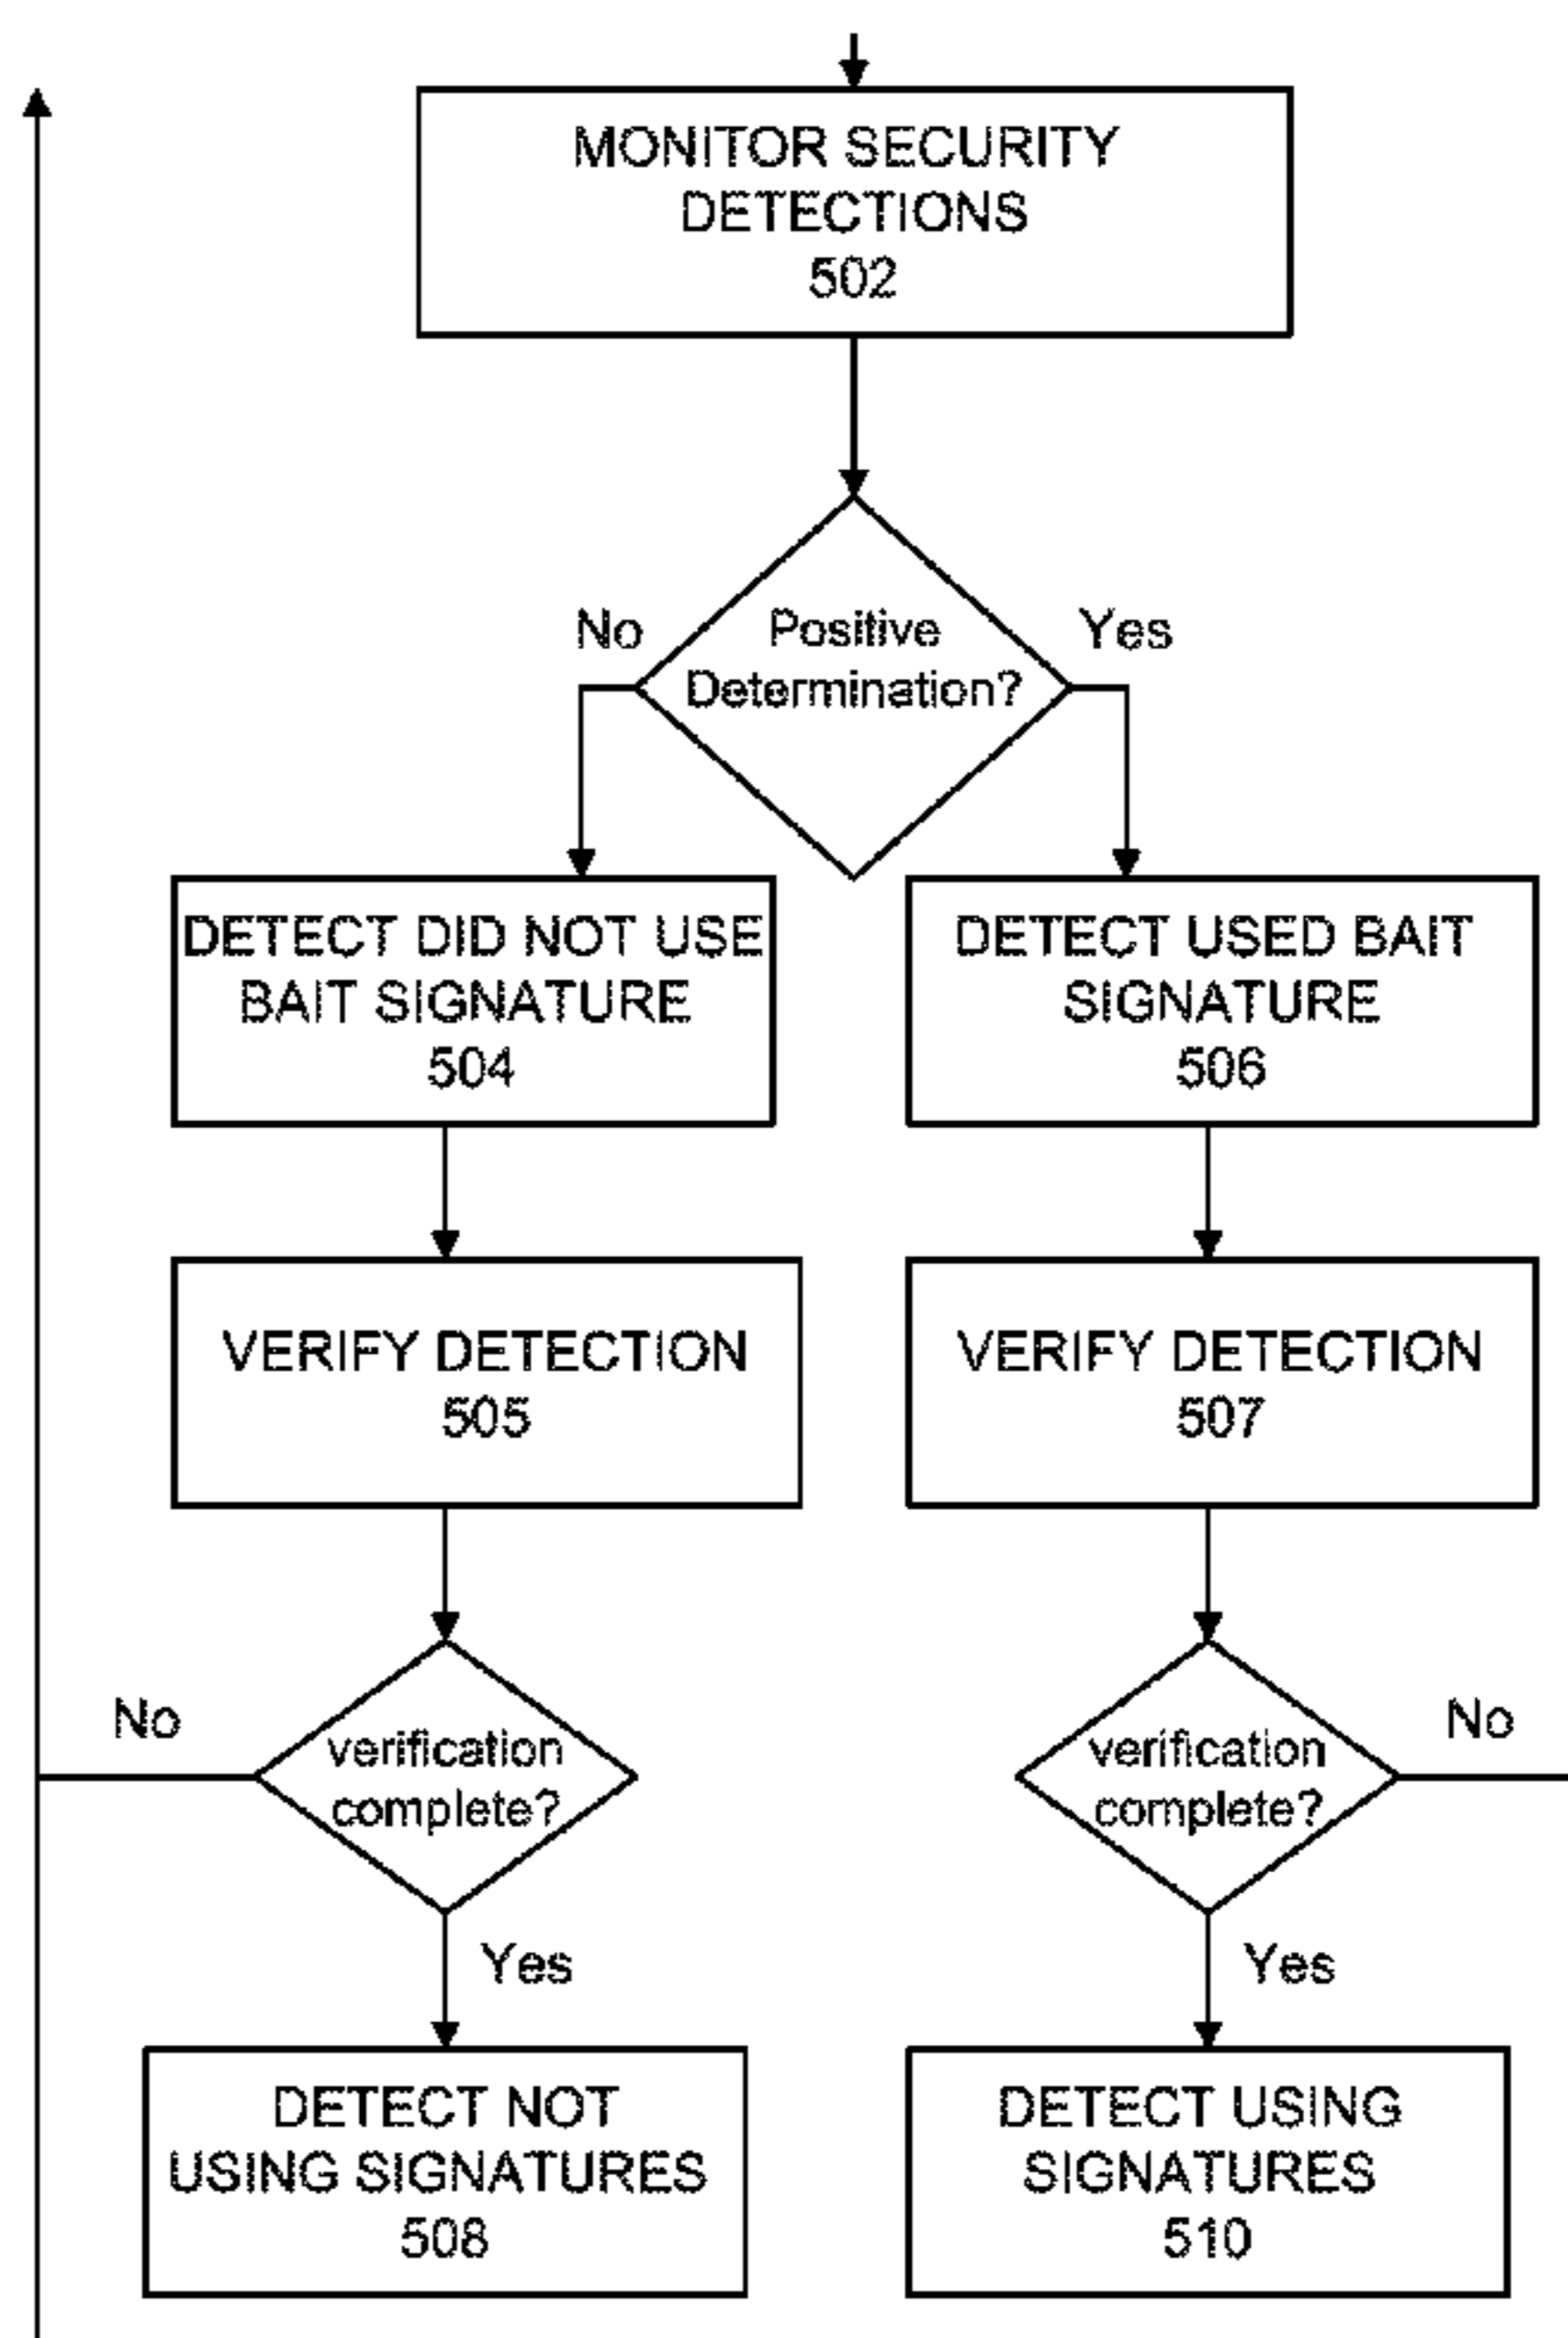 MONITOR SECURITY
DETECTIONS
502
No
Positive
Determination?
Yes
DETECT DID NOT USE
BAIT SIGNATURE
504
DETECT USED BAIT
SIGNATURE
506
VERIFY DETECTION
505
VERIFY DETECTION
507
No
verification
complete?
verification
complete?
No
Yes
Yes
DETECT NOT
USING SIGNATURES
508
DETECT USING
SIGNATURES
510